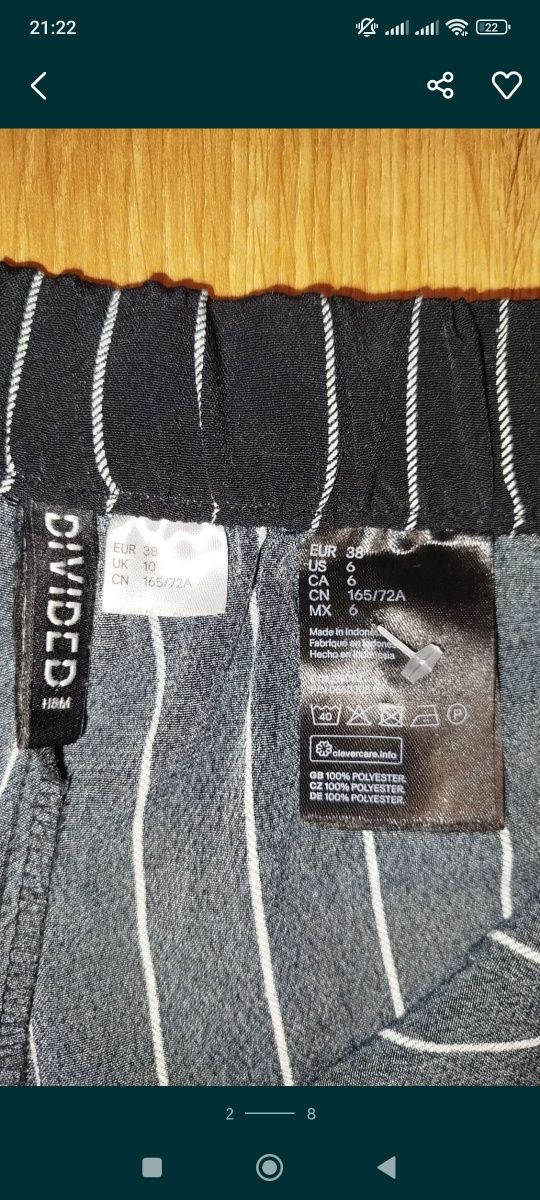 21:22
22
DIVIDED
H&M
EUR 38
UK 10
CN 165/72A
EUR 38
US 6
CA 6
CN 165/72A
MX 6
Made in
Fabriqué en
Hecho en Indonesia
40
P
clevercare.info
GB 100% POLYESTER.
CZ 100% POLYESTER.
DE 100% POLYESTER.
2
8